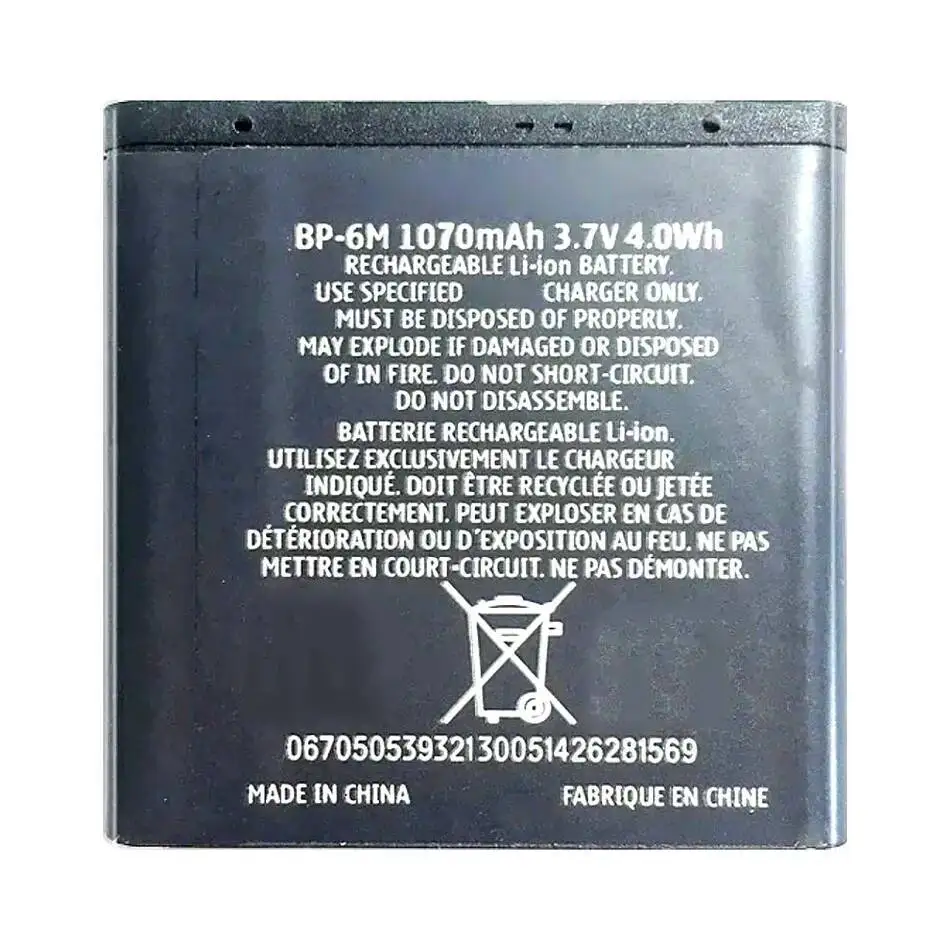 BP-6M 1070mAh 3.7V 4.0Wh
RECHARGEABLE Li-ion BATTERY.
USE SPECIFIED CHARGER ONLY.
MUST BE DISPOSED OF PROPERLY.
MAY EXPLODE IF DAMAGED OR DISPOSED
OF IN FIRE. DO NOT SHORT-CIRCUIT.
DO NOT DISASSEMBLE.
BATTERIE RECHARGEABLE Li-ion.
UTILISEZ EXCLUSIVEMENT LE CHARGEUR
INDIQUÉ. DOIT ÊTRE RECYCLÉE OU JETÉE
CORRECTEMENT. PEUT EXPLOSER EN CAS DE
DÉTÉRIORATION OU D'EXPOSITION AU FEU. NE PAS
METTRE EN COURT-CIRCUIT. NE PAS DÉMONTER.
06705053932130051426281569
MADE IN CHINA FABRIQUE EN CHINE